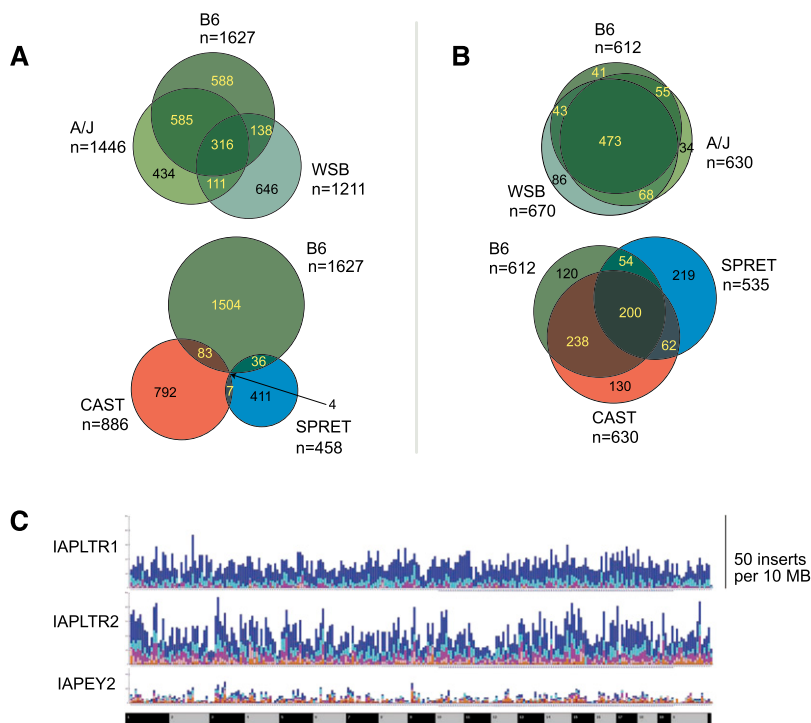 A
B6
n=1627
588
A/J
n=1446
585
138
316
434
111
646
WSB
n=1211
B6
n=1627
1504
83
36
792
7
411
4
CAST
n=886
SPRET
n=458
B
B6
n=612
41
55
43
473
34
A/J
n=630
86
68
WSB
n=670
B6
n=612
54
SPRET
n=535
120
219
200
238
62
130
CAST
n=630
C
IAPLTR1
50 inserts
per 10 MB
IAPLTR2
IAPEY2